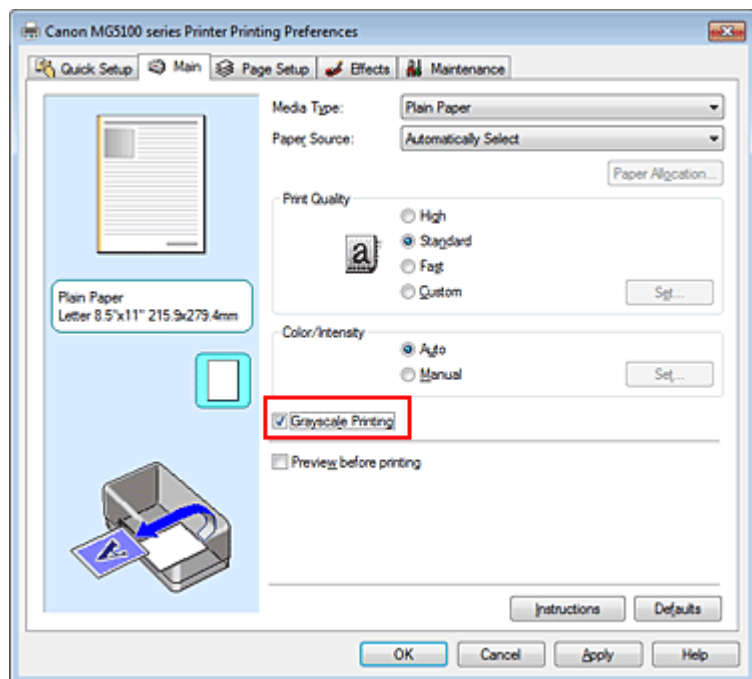 Canon MG5100 series Printer Printing Preferences
Quick Setup Main Page Setup Effects Maintenance
Media Type: Plain Paper
Paper Source: Automatically Select
Paper Allocation...
Print Quality
High
a Standard
Fast
Custom Set...
Plain Paper
Letter 8.5"x11" 215.9x279.4mm
Color/Intensity
Auto
Manual Set...
Grayscale Printing
Preview before printing
A
Instructions Defaults
OK Cancel Apply Help